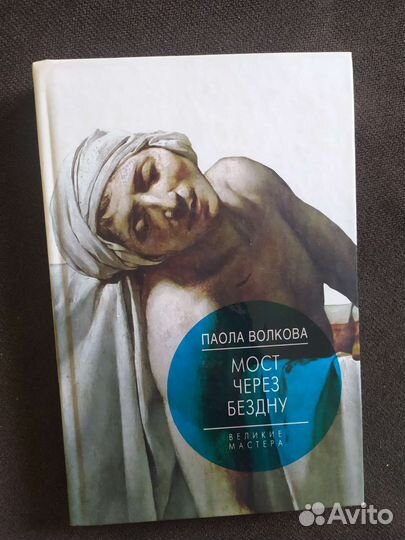 ПАОЛА ВОЛКОВА
МОСТ
ЧЕРЕЗ
БЕЗДНУ
ВЕЛИКИЕ
МАСТЕРА
Avito